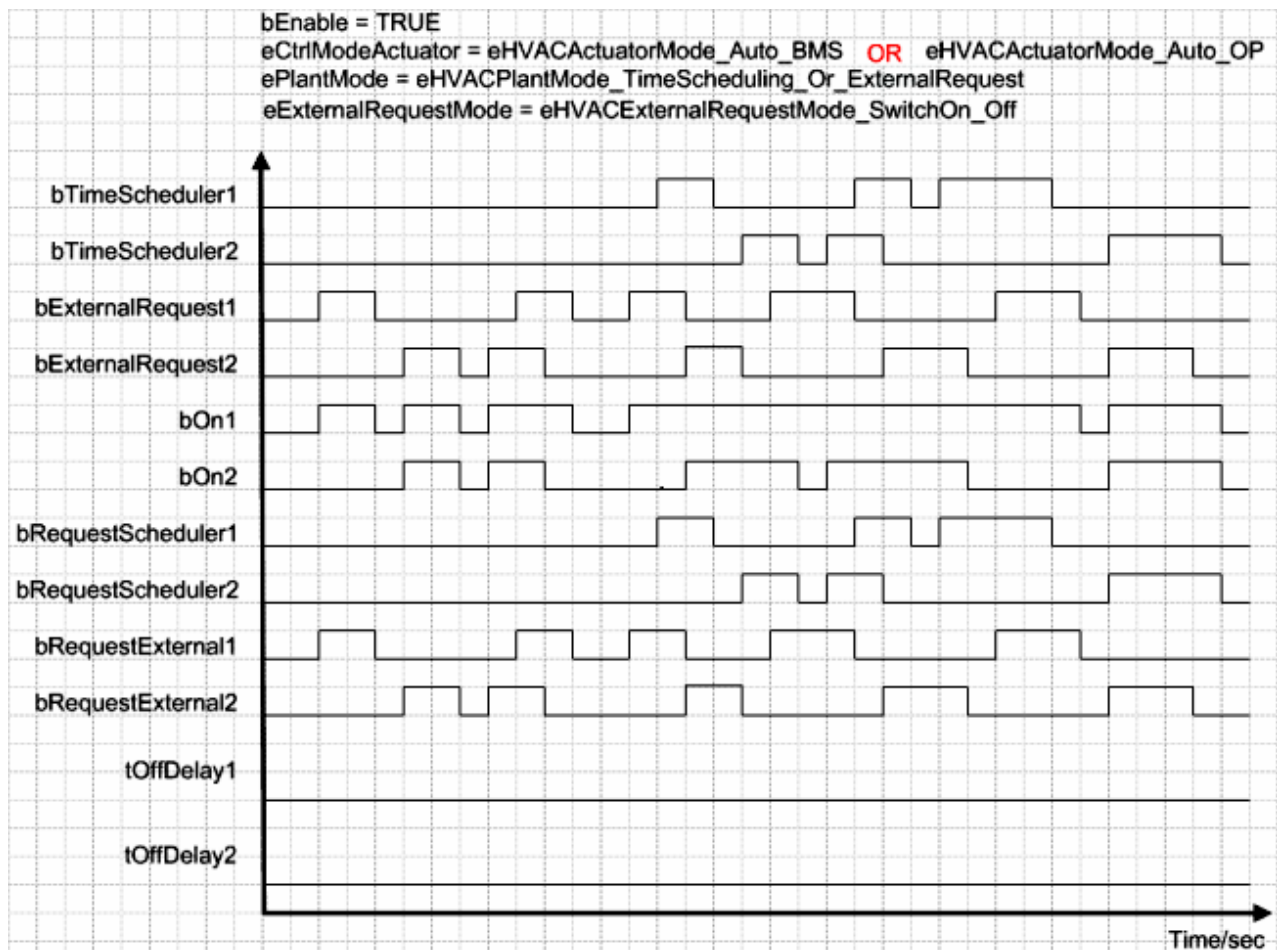 bEnable = TRUE
eCtrlModeActuator = eHVACActuatorMode_Auto_BMS OR eHVACActuatorMode_Auto_OP
ePlantMode = eHVACPlantMode_TimeScheduling_Or_ExternalRequest
eExternalRequestMode = eHVACExternalRequestMode_SwitchOn_Off
bTimeScheduler1
bTimeScheduler2
bExternalRequest1
bExternalRequest2
bOn1
bOn2
bRequestScheduler1
bRequestScheduler2
bRequestExternal1
bRequestExternal2
tOffDelay1
tOffDelay2
Time/sec